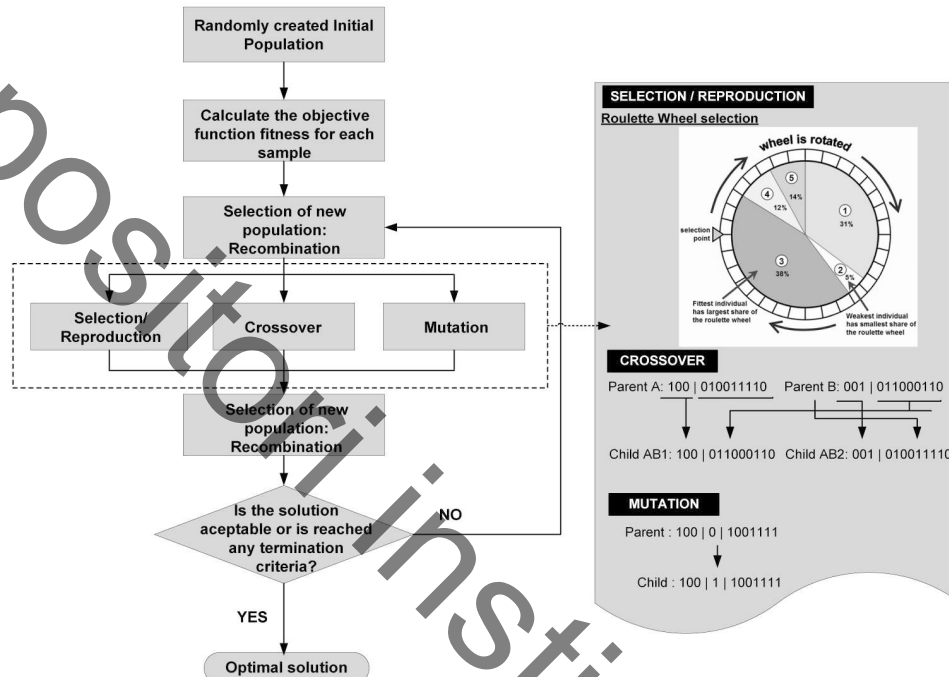 Randomly created Initial
Population
Calculate the objective
function fitness for each
sample
Selection of new
population:
Recombination
Selection/
Reproduction
Crossover
Mutation
Selection of new
population:
Recombination
Is the solution
aceptable or is reached
any termination
criteria?
NO
YES
Optimal solution
SELECTION / REPRODUCTION
Roulette Wheel selection
wheel is rotated
5
14%
4
12%
1
31%
selection
point
3
38%
2
5%
Fittest individual
has largest share of
the roulette wheel
Weakest individual
has smallest share of
the roulette wheel
CROSSOVER
Parent A: 100 | 010011110 Parent B: 001 | 011000110
Child AB1: 100 | 011000110 Child AB2: 001 | 010011110
MUTATION
Parent : 100 | 0 | 1001111
Child : 100 | 1 | 1001111
positori insti